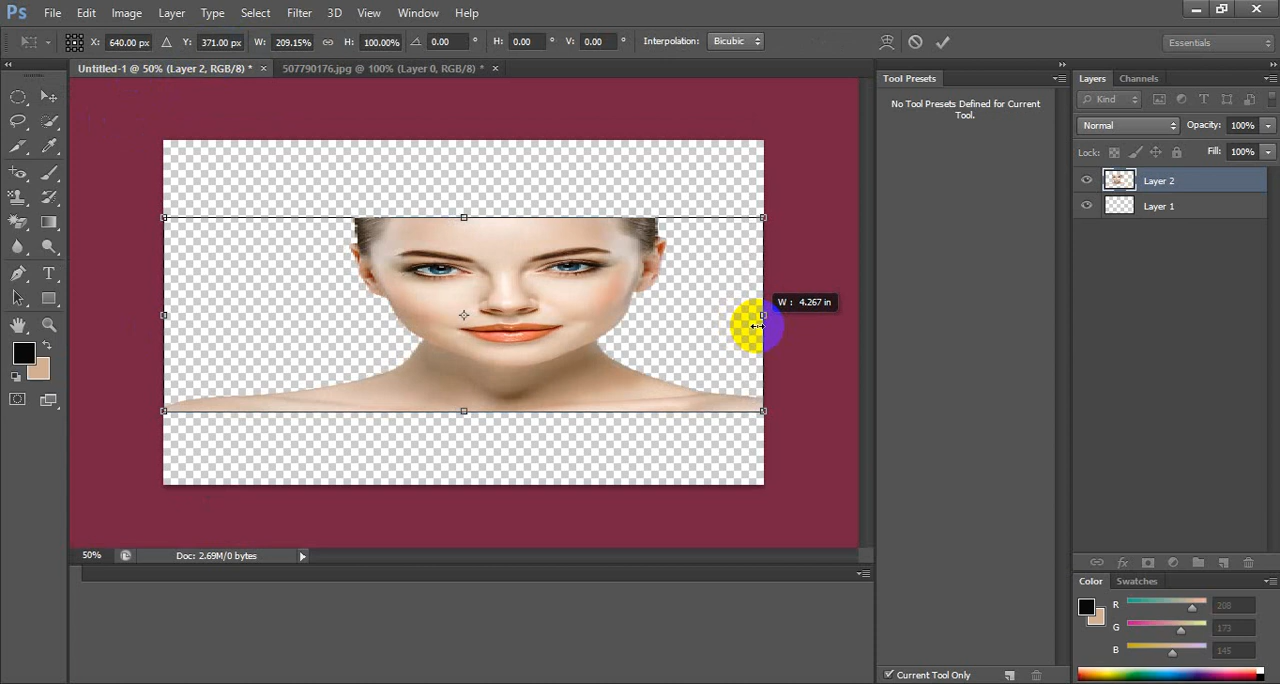 Ps File Edit Image Layer Type Select Filter 3D View Window Help
X: 640.00 px Y: 371.00 px W: 209.15% H: 100.00% 0.00 ° H: 0.00 ° V: 0.00 ° Interpolation: Bicubic Essentials
Untitled-1 @ 50% (Layer 2, RGB/8) * × 507790176.jpg @ 100% (Layer 0, RGB/8) * ×
Tool Presets
No Tool Presets Defined for Current
Tool.
Layers Channels
Kind
Normal Opacity: 100%
Lock: Fill: 100%
Layer 2
Layer 1
W : 4.267 in
50% Doc: 2.69M/0 bytes
Color Swatches
R 208
G 173
B 145
Current Tool Only